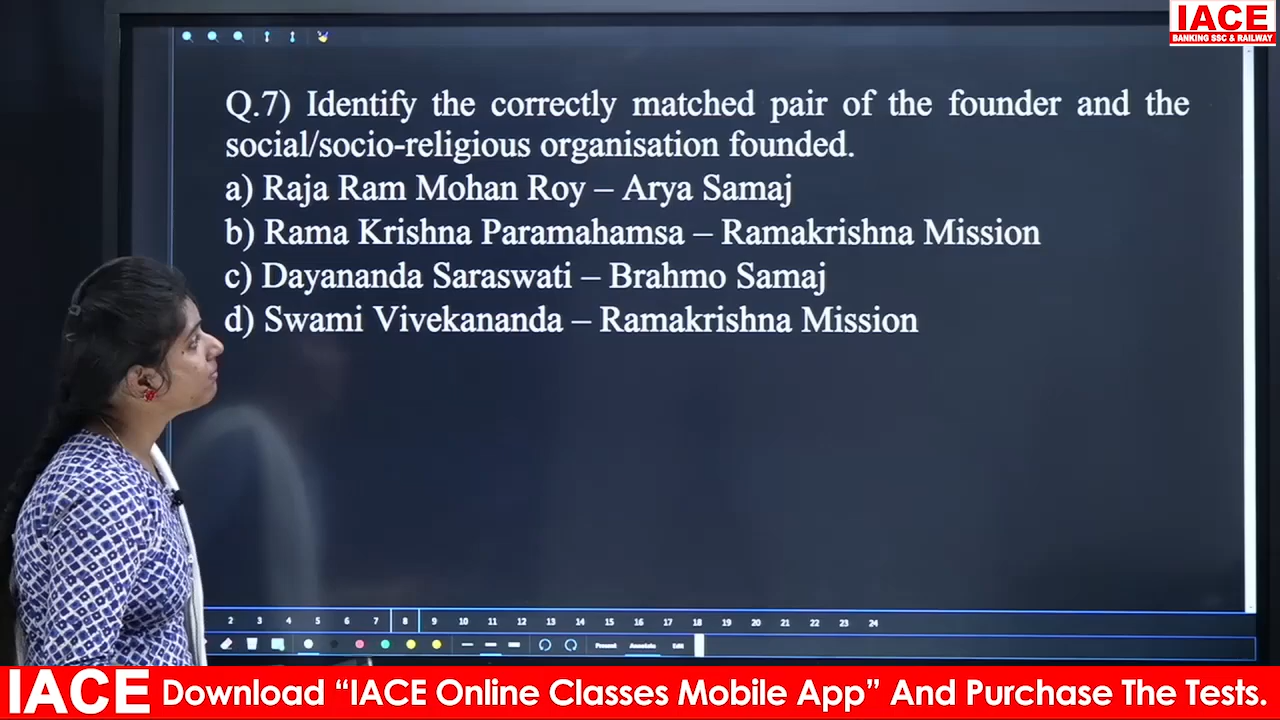 IACE
BANKING SSC & RAILWAY
Q.7) Identify the correctly matched pair of the founder and the
social/socio-religious organisation founded.
a) Raja Ram Mohan Roy – Arya Samaj
b) Rama Krishna Paramahamsa – Ramakrishna Mission
c) Dayananda Saraswati – Brahmo Samaj
d) Swami Vivekananda – Ramakrishna Mission
2 3 4 5 6 7 8 9 10 11 12 13 14 15 16 17 18 19 20 21 22 23 24
Present Annotate Edit
IACE Download “IACE Online Classes Mobile App” And Purchase The Tests.